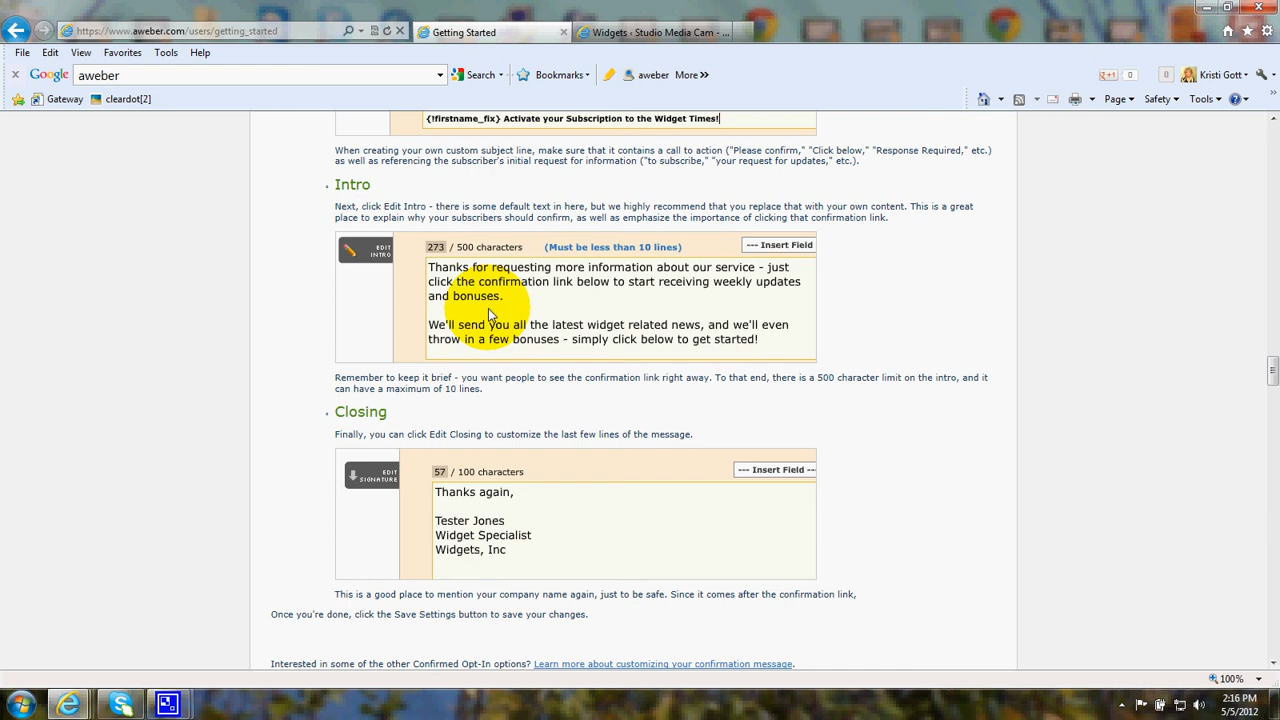 https://www.aweber.com/users/getting_started
Getting Started
Widgets ‹ Studio Media Cam - ...
File Edit View Favorites Tools Help
Google aweber Search Bookmarks aweber More » +1 0 0 Kristi Gott
Gateway cleardot[2] Page Safety Tools
{!firstname_fix} Activate your Subscription to the Widget Times!
When creating your own custom subject line, make sure that it contains a call to action ("Please confirm," "Click below," "Response Required," etc.)
as well as referencing the subscriber's initial request for information ("to subscribe," "your request for updates," etc.).
Intro
Next, click Edit Intro - there is some default text in here, but we highly recommend that you replace that with your own content. This is a great
place to explain why your subscribers should confirm, as well as emphasize the importance of clicking that confirmation link.
EDIT
INTRO
273 / 500 characters (Must be less than 10 lines) --- Insert Field
Thanks for requesting more information about our service - just
click the confirmation link below to start receiving weekly updates
and bonuses.
We'll send you all the latest widget related news, and we'll even
throw in a few bonuses - simply click below to get started!
Remember to keep it brief - you want people to see the confirmation link right away. To that end, there is a 500 character limit on the intro, and it
can have a maximum of 10 lines.
Closing
Finally, you can click Edit Closing to customize the last few lines of the message.
EDIT
SIGNATURE
57 / 100 characters --- Insert Field ---
Thanks again,
Tester Jones
Widget Specialist
Widgets, Inc
This is a good place to mention your company name again, just to be safe. Since it comes after the confirmation link,
Once you're done, click the Save Settings button to save your changes.
Interested in some of the other Confirmed Opt-In options? Learn more about customizing your confirmation message.
100%
2:16 PM
5/5/2012